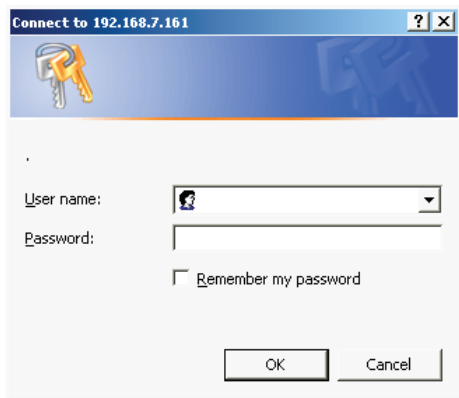 Connect to 192.168.7.161
.
User name:
Password:
Remember my password
OK Cancel